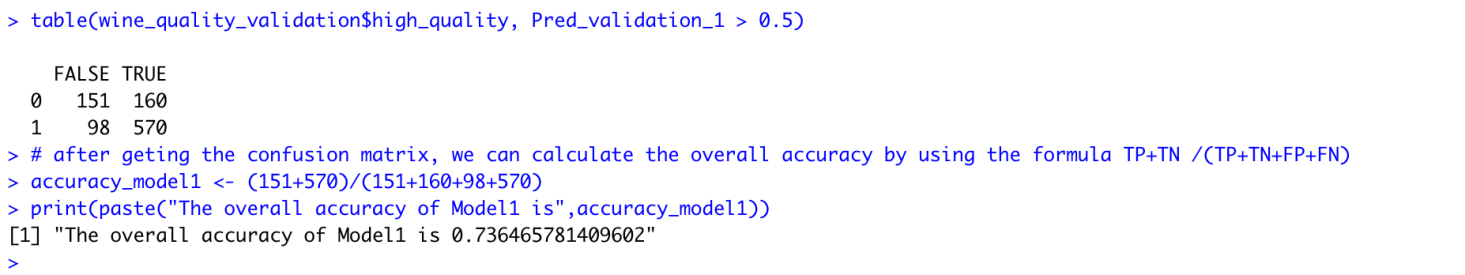 > table(wine_quality_validation$high_quality, Pred_validation_1 > 0.5)
FALSE TRUE
0 151 160
1 98 570
> # after geting the confusion matrix, we can calculate the overall accuracy by using the formula TP+TN /(TP+TN+FP+FN)
> accuracy_model1 <- (151+570)/(151+160+98+570)
> print(paste("The overall accuracy of Model1 is",accuracy_model1))
[1] "The overall accuracy of Model1 is 0.736465781409602"
>